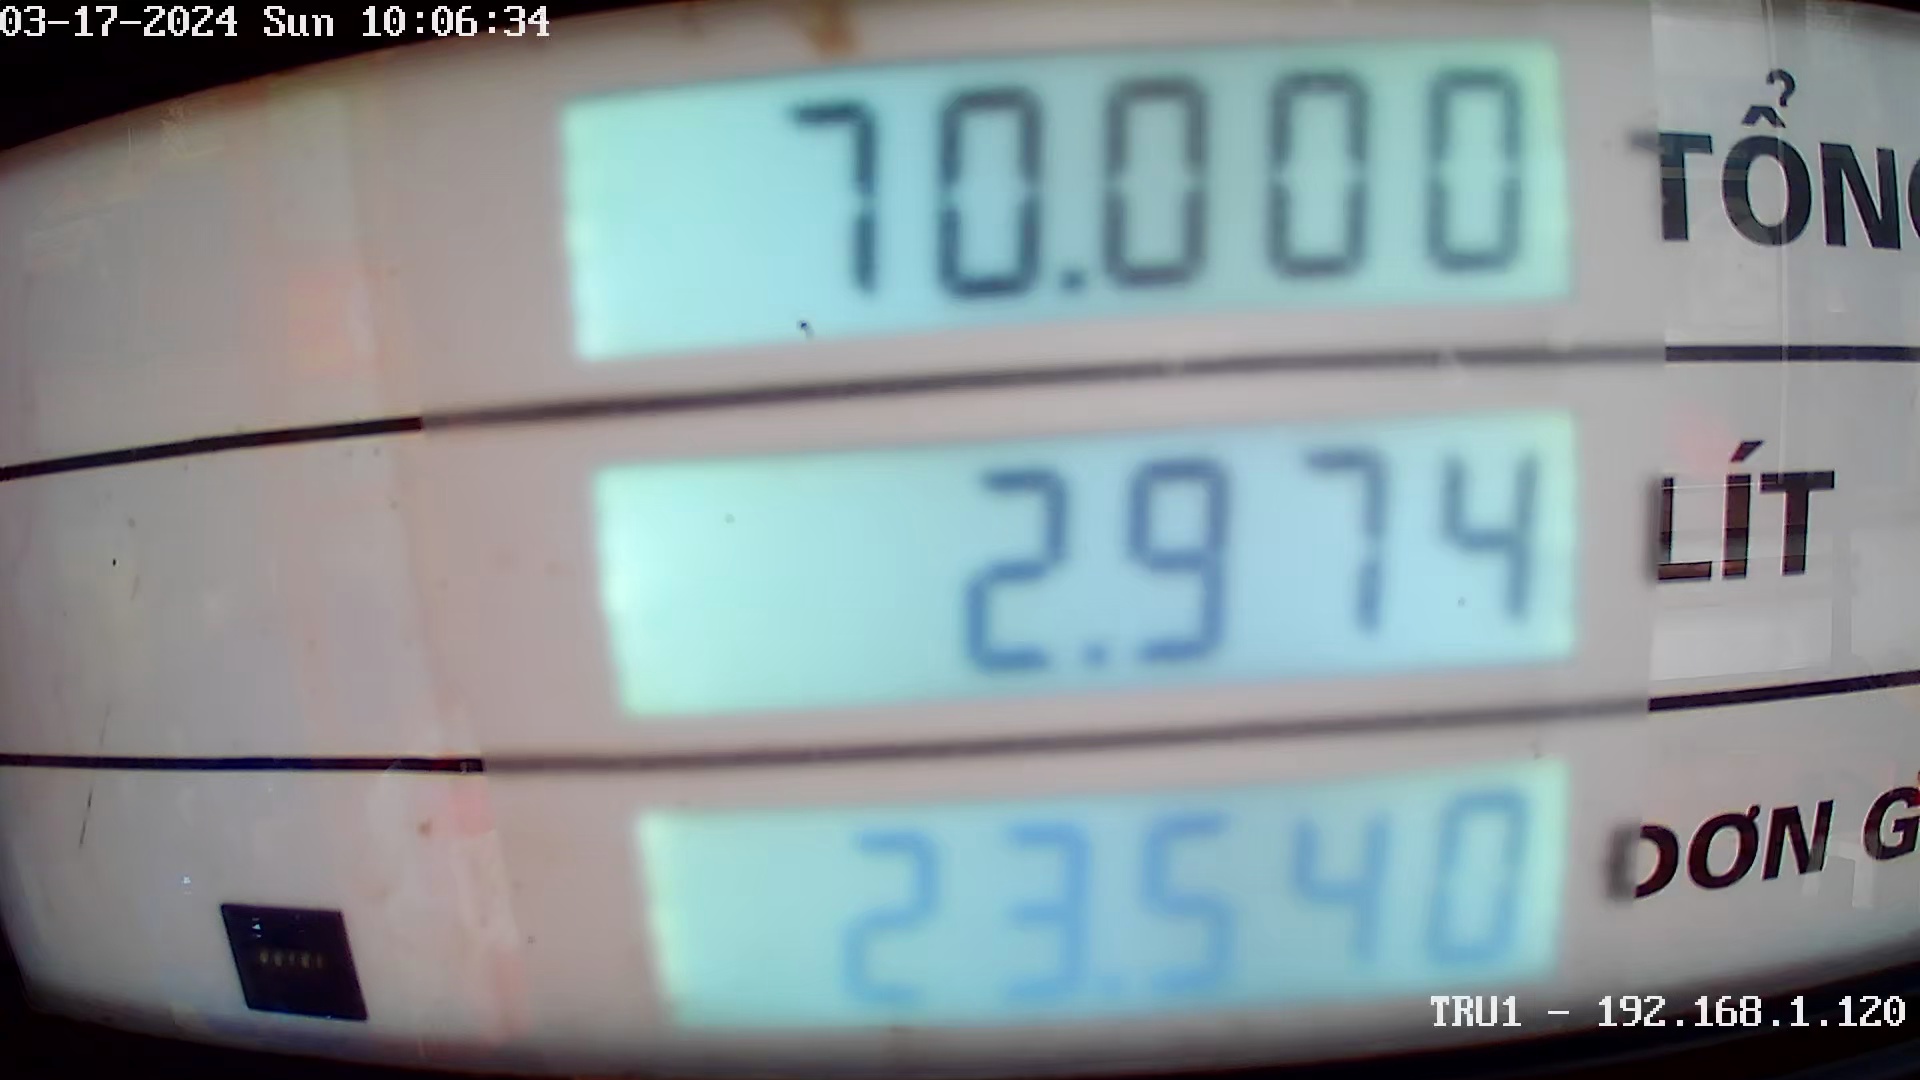 03-17-2024 Sun 10:06:34
70.000
TỔNG
2.974
LÍT
23.540
ĐƠN G
TRU1 - 192.168.1.120